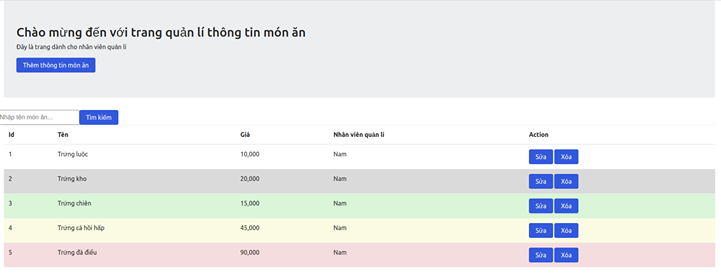 Chào mừng đến với trang quản lí thông tin món ăn
Đây là trang dành cho nhân viên quản lí
Thêm thông tin món ăn
Nhập tên món ăn... Tìm kiếm
Id Tên Giá Nhân viên quản lí Action
1 Trứng luộc 10,000 Nam Sửa Xóa
2 Trứng kho 20,000 Nam Sửa Xóa
3 Trứng chiên 15,000 Nam Sửa Xóa
4 Trứng cá hồi hấp 45,000 Nam Sửa Xóa
5 Trứng đà điểu 90,000 Nam Sửa Xóa